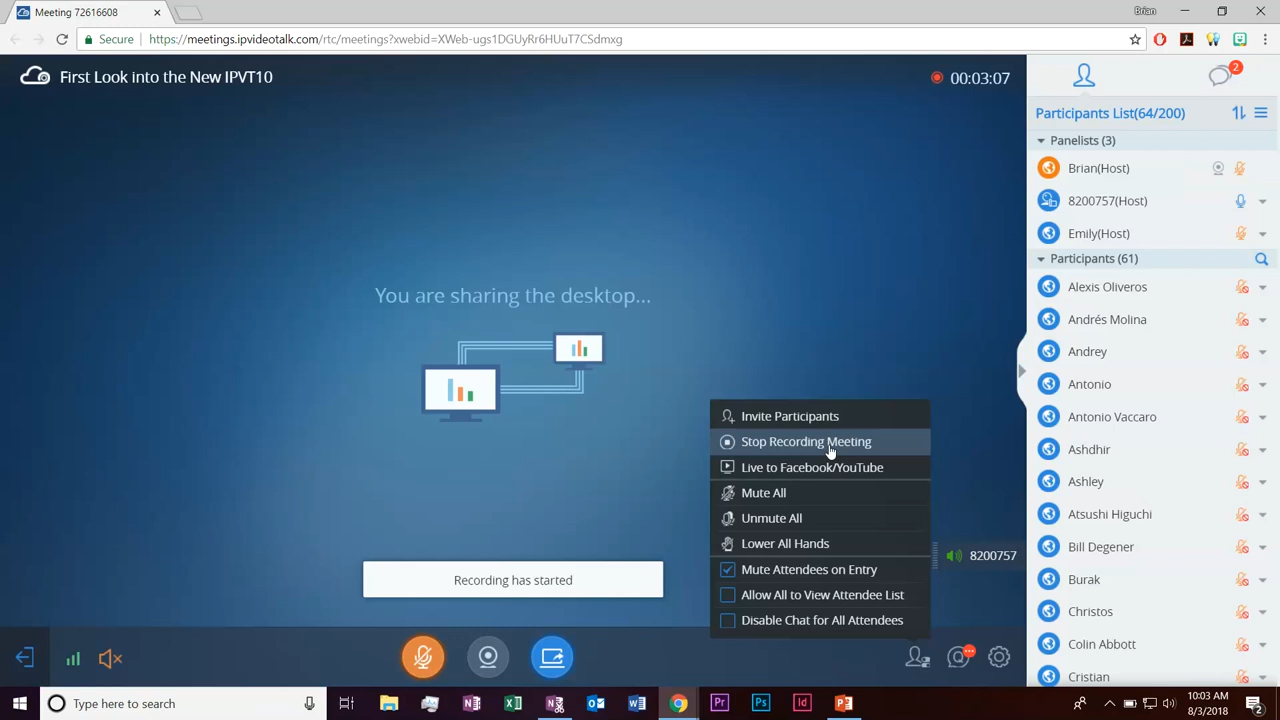 Meeting 72616608
Brian
Secure
https://meetings.ipvideotalk.com/rtc/meetings?xwebid=XWeb-ugs1DGUyRr6HUuT7CSdmxg
First Look into the New IPVT10
00:03:07
2
Participants List(64/200)
Panelists (3)
Brian(Host)
8200757(Host)
Emily(Host)
Participants (61)
Alexis Oliveros
Andrés Molina
Andrey
Antonio
Antonio Vaccaro
Ashdhir
Ashley
Atsushi Higuchi
Bill Degener
Burak
Christos
Colin Abbott
Cristian
You are sharing the desktop...
Invite Participants
Stop Recording Meeting
Live to Facebook/YouTube
Mute All
Unmute All
Lower All Hands
Mute Attendees on Entry
Allow All to View Attendee List
Disable Chat for All Attendees
8200757
Recording has started
Type here to search
Pr
Ps
Id
10:03 AM
8/3/2018
2